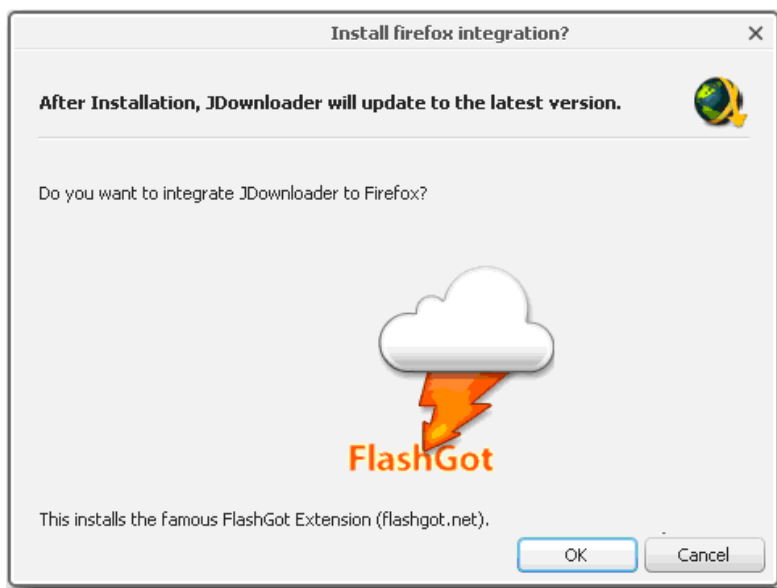 Install firefox integration?
After Installation, JDownloader will update to the latest version.
Do you want to integrate JDownloader to Firefox?
FlashGot
This installs the famous FlashGot Extension (flashgot.net).
OK
Cancel